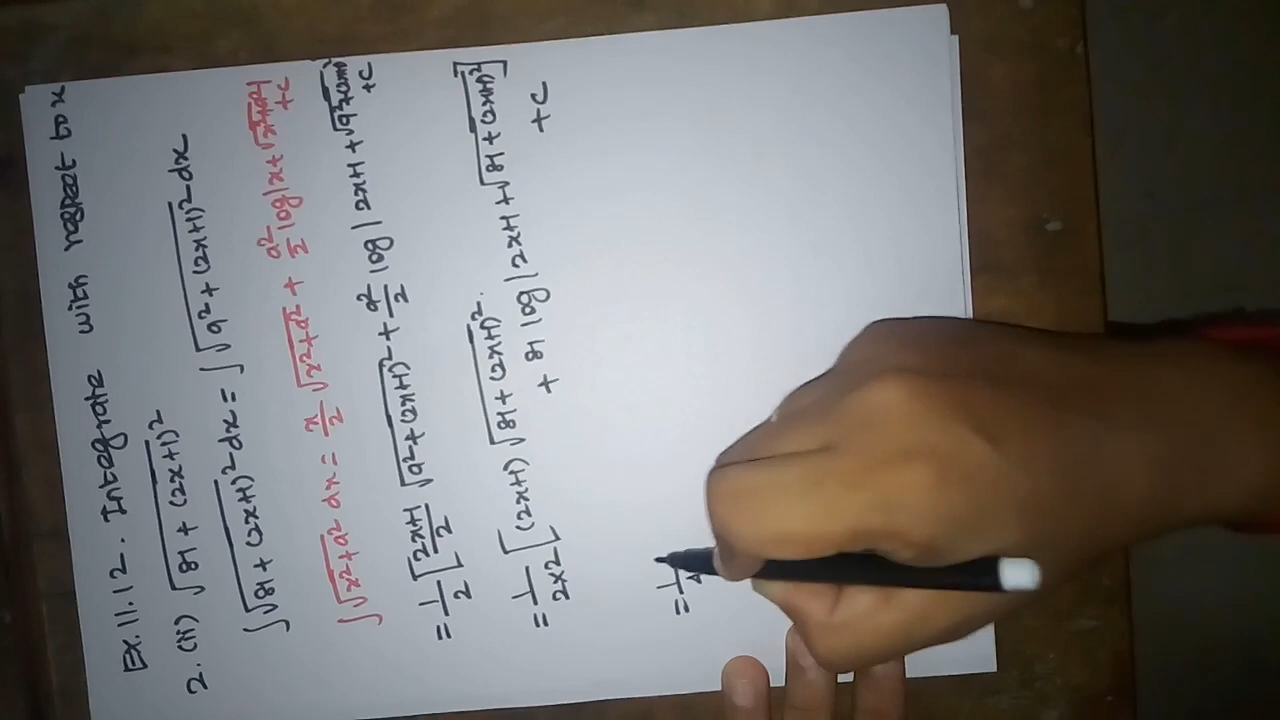 Ex.11.12. Integrate with respect to x
2.(ii) √81 + (2x+1)²
∫√81 + (2x+1)² dx = ∫√9² + (2x+1)² dx
∫√x²+a² dx = x/2 √x²+a² + a²/2 log|x+√x²+a²| +c
= 1/2 [2x+1/2 √9²+(2x+1)² + 9²/2 log|2x+1+√9²+(2x+1)² +c
= 1/2x2 [(2x+1) √81+(2x+1)².
+ 81 log|2x+1+√81+(2x+1)²] +c
= 1/4